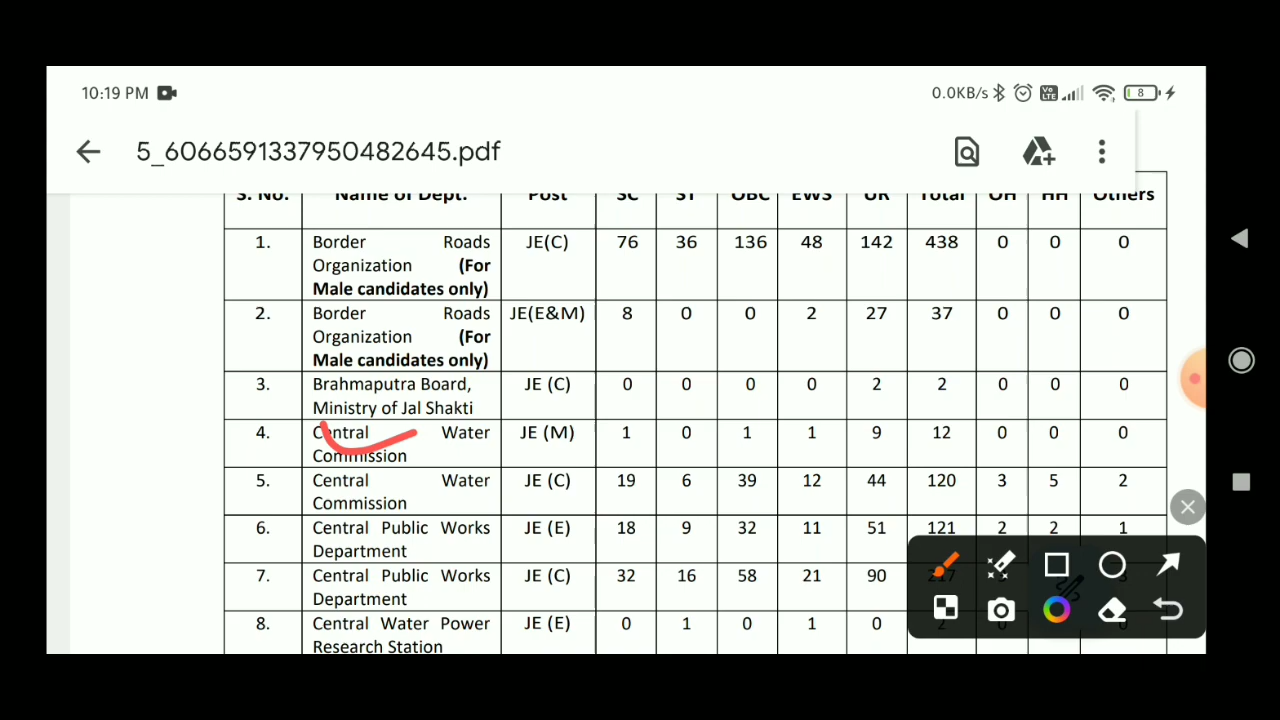 10:19 PM 0.0KB/s Vo LTE 8
5_6066591337950482645.pdf
S. No. Name of Dept. Post SC ST OBC EWS UR Total OH HH Others
1. Border Roads JE(C) 76 36 136 48 142 438 0 0 0
Organization (For
Male candidates only)
2. Border Roads JE(E&M) 8 0 0 2 27 37 0 0 0
Organization (For
Male candidates only)
3. Brahmaputra Board, JE (C) 0 0 0 0 2 2 0 0 0
Ministry of Jal Shakti
4. Central Water JE (M) 1 0 1 1 9 12 0 0 0
Commission
5. Central Water JE (C) 19 6 39 12 44 120 3 5 2
Commission
6. Central Public Works JE (E) 18 9 32 11 51 121 2 2 1
Department
7. Central Public Works JE (C) 32 16 58 21 90 217
Department
8. Central Water Power JE (E) 0 1 0 1 0 2
Research Station